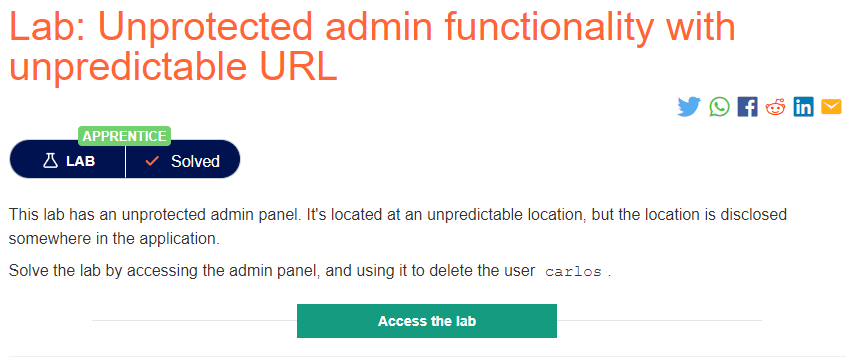 Lab: Unprotected admin functionality with
unpredictable URL
APPRENTICE
LAB Solved
This lab has an unprotected admin panel. It's located at an unpredictable location, but the location is disclosed
somewhere in the application.
Solve the lab by accessing the admin panel, and using it to delete the user carlos .
Access the lab